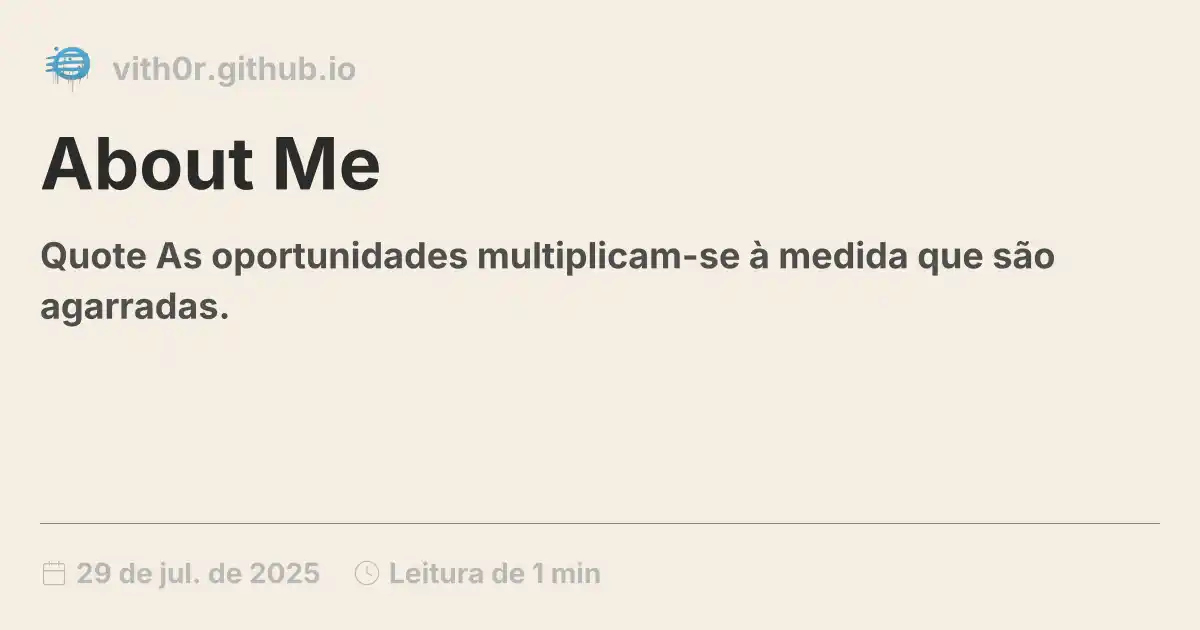 vith0r.github.io
About Me
Quote As oportunidades multiplicam-se à medida que são
agarradas.
29 de jul. de 2025
Leitura de 1 min